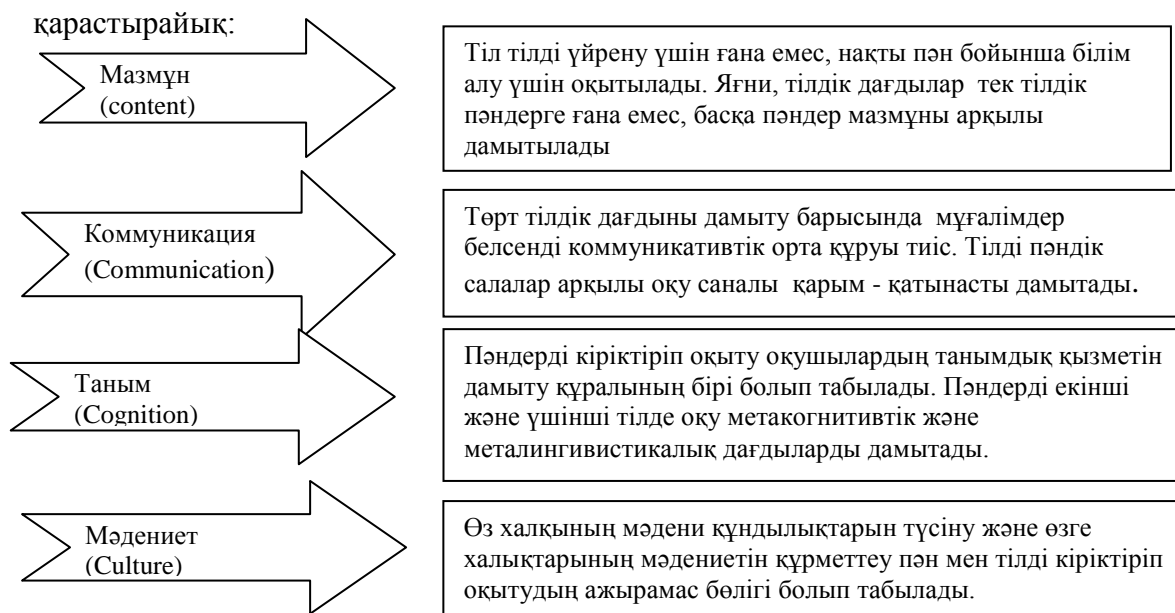 қарастырайық:
Мазмұн
(content)
Тіл тілді үйрену үшін ғана емес, нақты пән бойынша білім
алу үшін оқытылады. Яғни, тілдік дағдылар тек тілдік
пәндерге ғана емес, басқа пәндер мазмұны арқылы
дамытылады
Коммуникация
(Communication)
Төрт тілдік дағдыны дамыту барысында мұғалімдер
белсенді коммуникативтік орта құруы тиіс. Тілді пәндік
салалар арқылы оқу саналы қарым - қатынасты дамытады.
Таным
(Cognition)
Пәндерді кіріктіріп оқыту оқушылардың танымдық қызметін
дамыту құралының бірі болып табылады. Пәндерді екінші
және үшінші тілде оқу метакогнитивтік және
металингивистикалық дағдыларды дамытады.
Мәдениет
(Culture)
Өз халқының мәдени құндылықтарын түсіну және өзге
халықтарының мәдениетін құрметтеу пән мен тілді кіріктіріп
оқытудың ажырамас бөлігі болып табылады.